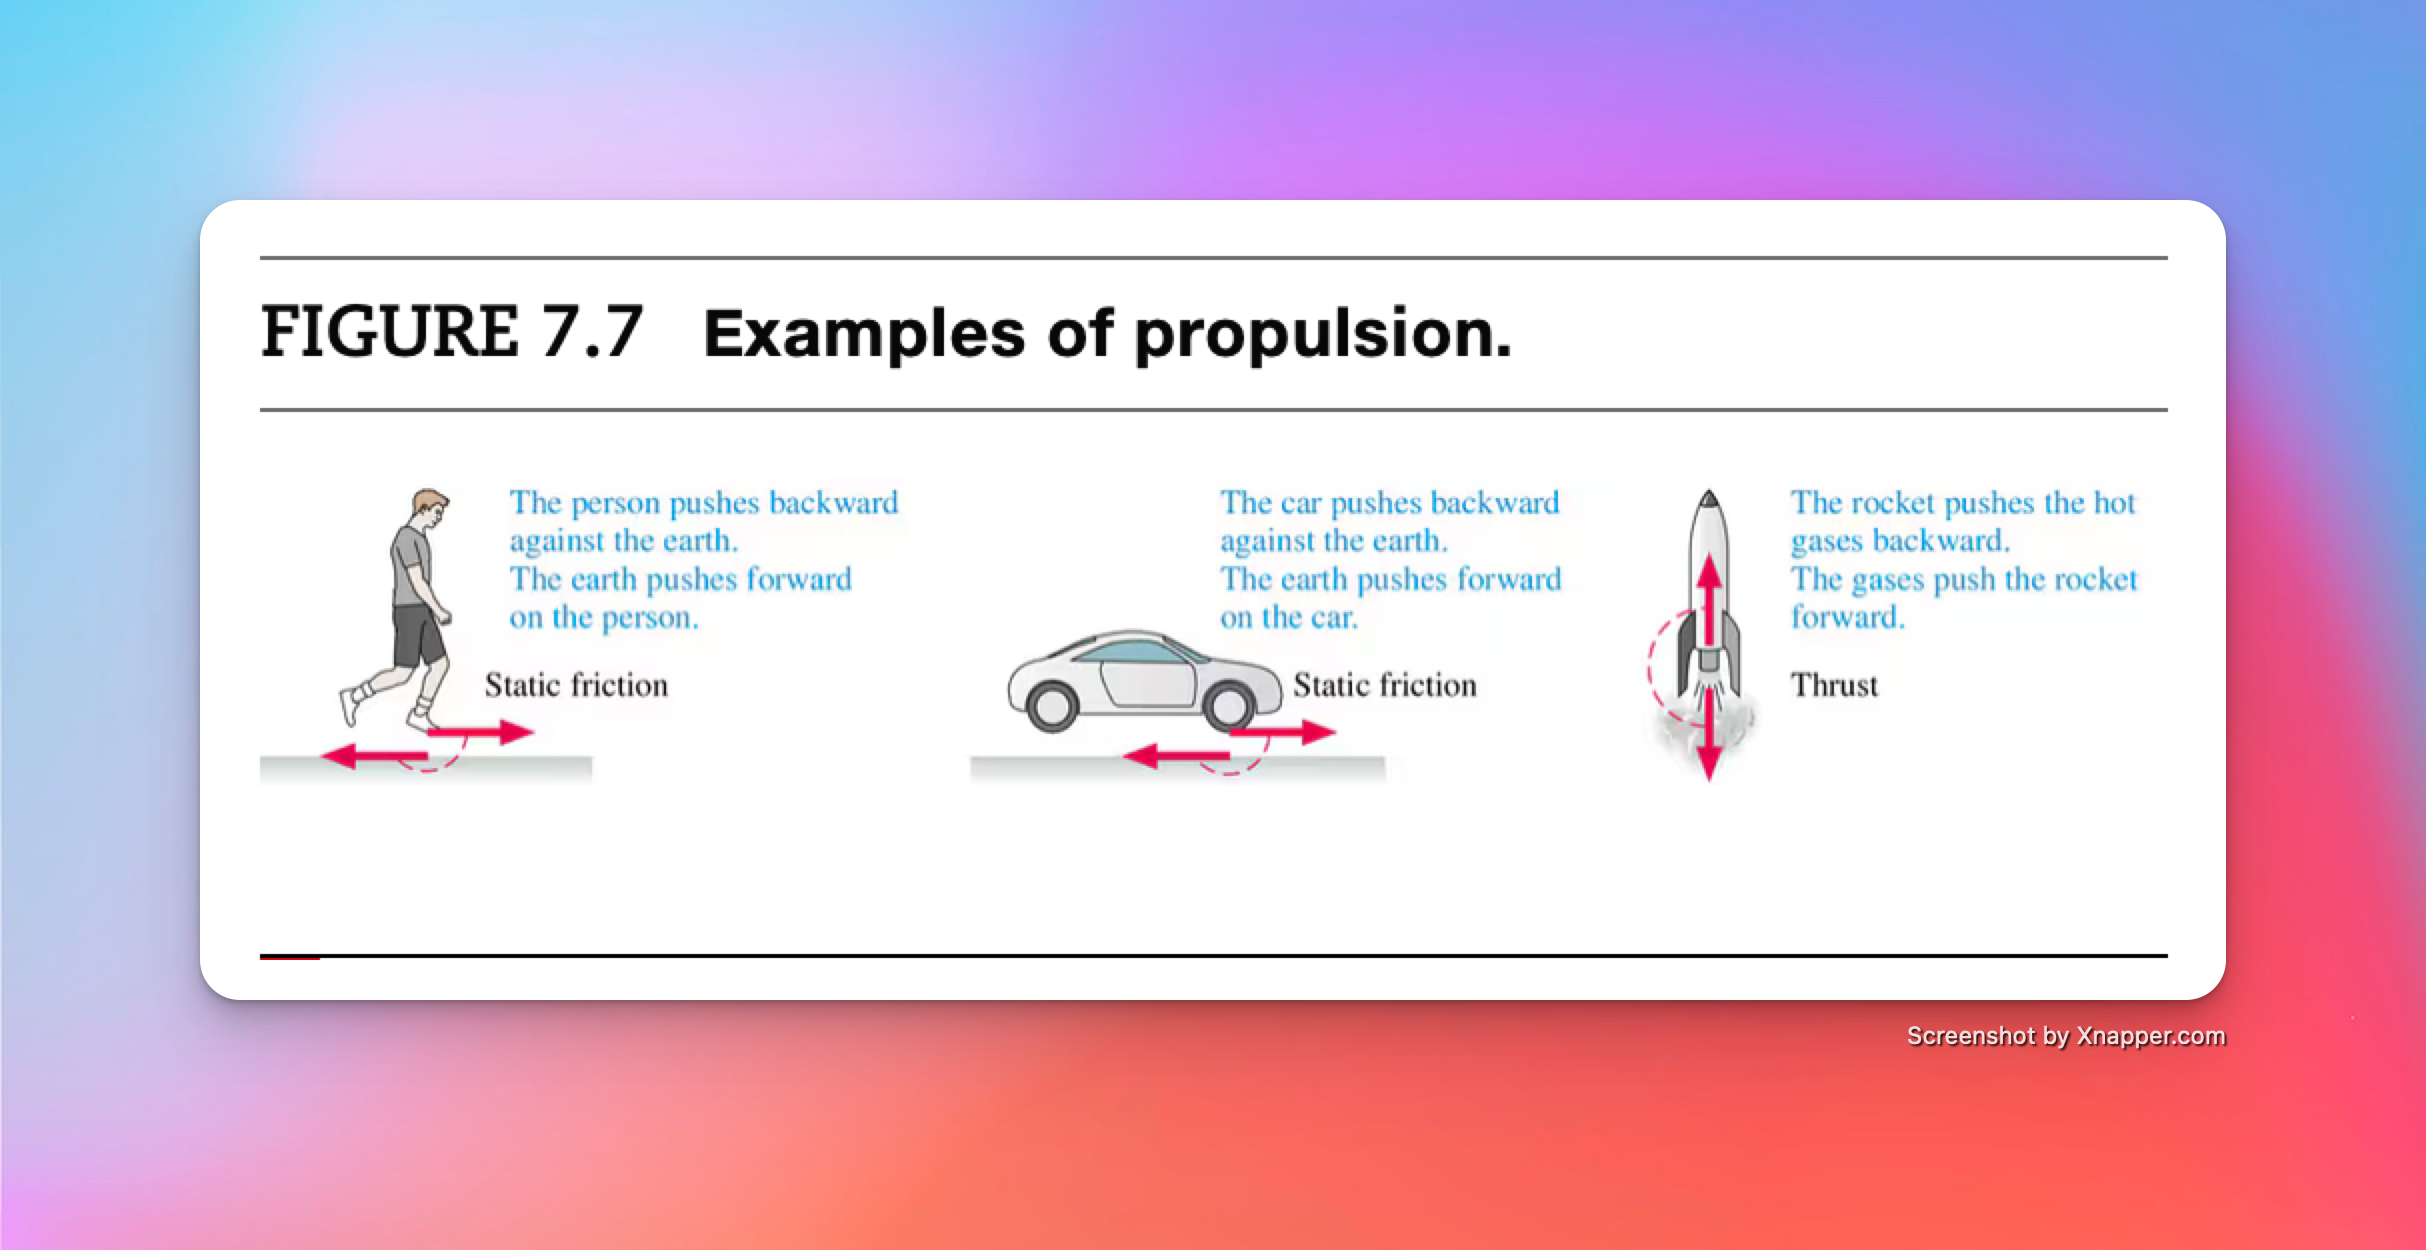 FIGURE 7.7 Examples of propulsion.
The person pushes backward
against the earth.
The earth pushes forward
on the person.
Static friction
The car pushes backward
against the earth.
The earth pushes forward
on the car.
Static friction
The rocket pushes the hot
gases backward.
The gases push the rocket
forward.
Thrust
Screenshot by Xnapper.com